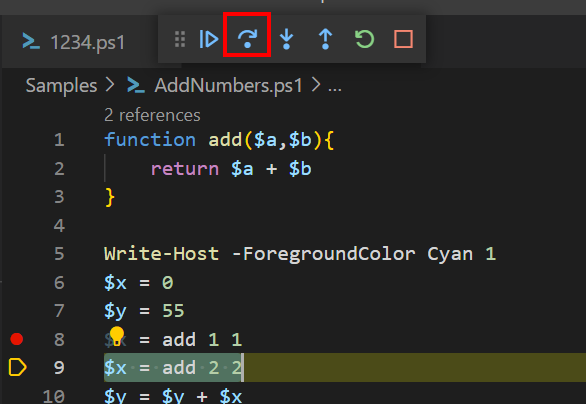 1234.ps1
Samples > AddNumbers.ps1 > ...
2 references
1 function add($a,$b){
2 return $a + $b
3 }
4
5 Write-Host -ForegroundColor Cyan 1
6 $x = 0
7 $y = 55
8 = add 1 1
9 $x = add 2 2
10 $y = $y + $x